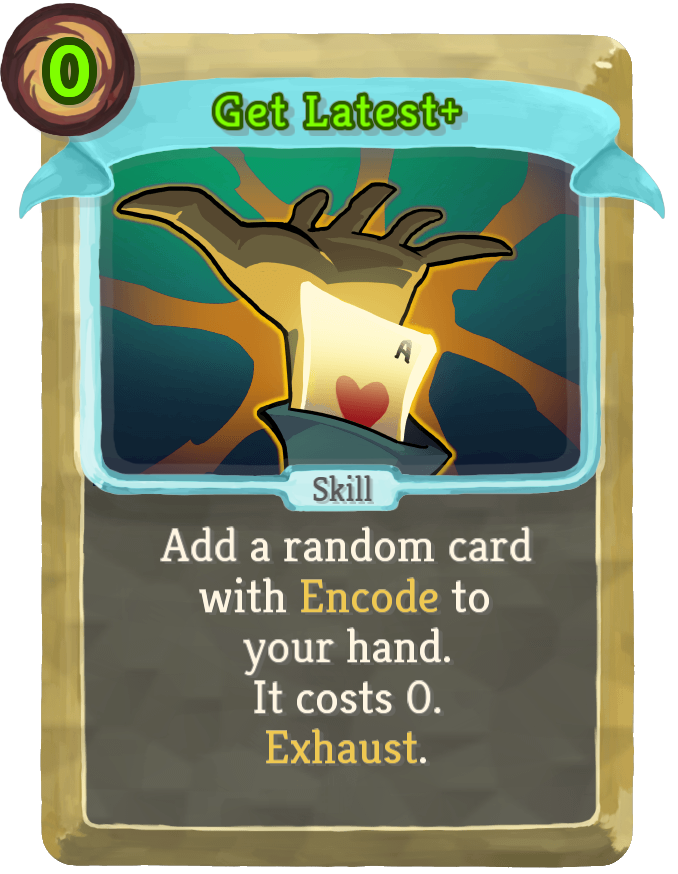 0
Get Latest+
A
Skill
Add a random card
with Encode to
your hand.
It costs 0.
Exhaust.